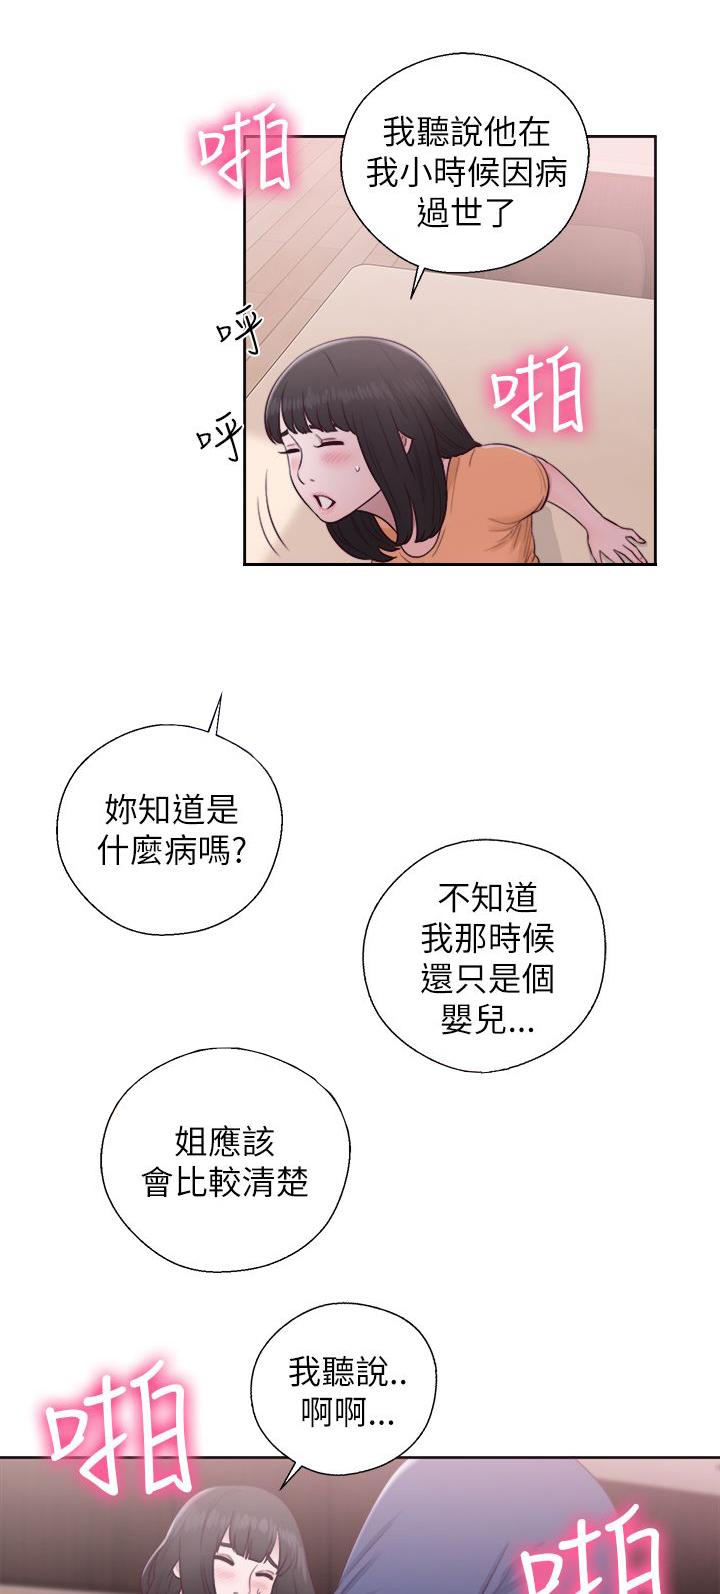 啪
我聽說他在
我小時候因病
過世了
呼
啪
呼
妳知道是
什麼病嗎?
不知道
我那時候
還只是個
嬰兒...
姐應該
會比較清楚
我聽說..
啊啊...
啪
啪